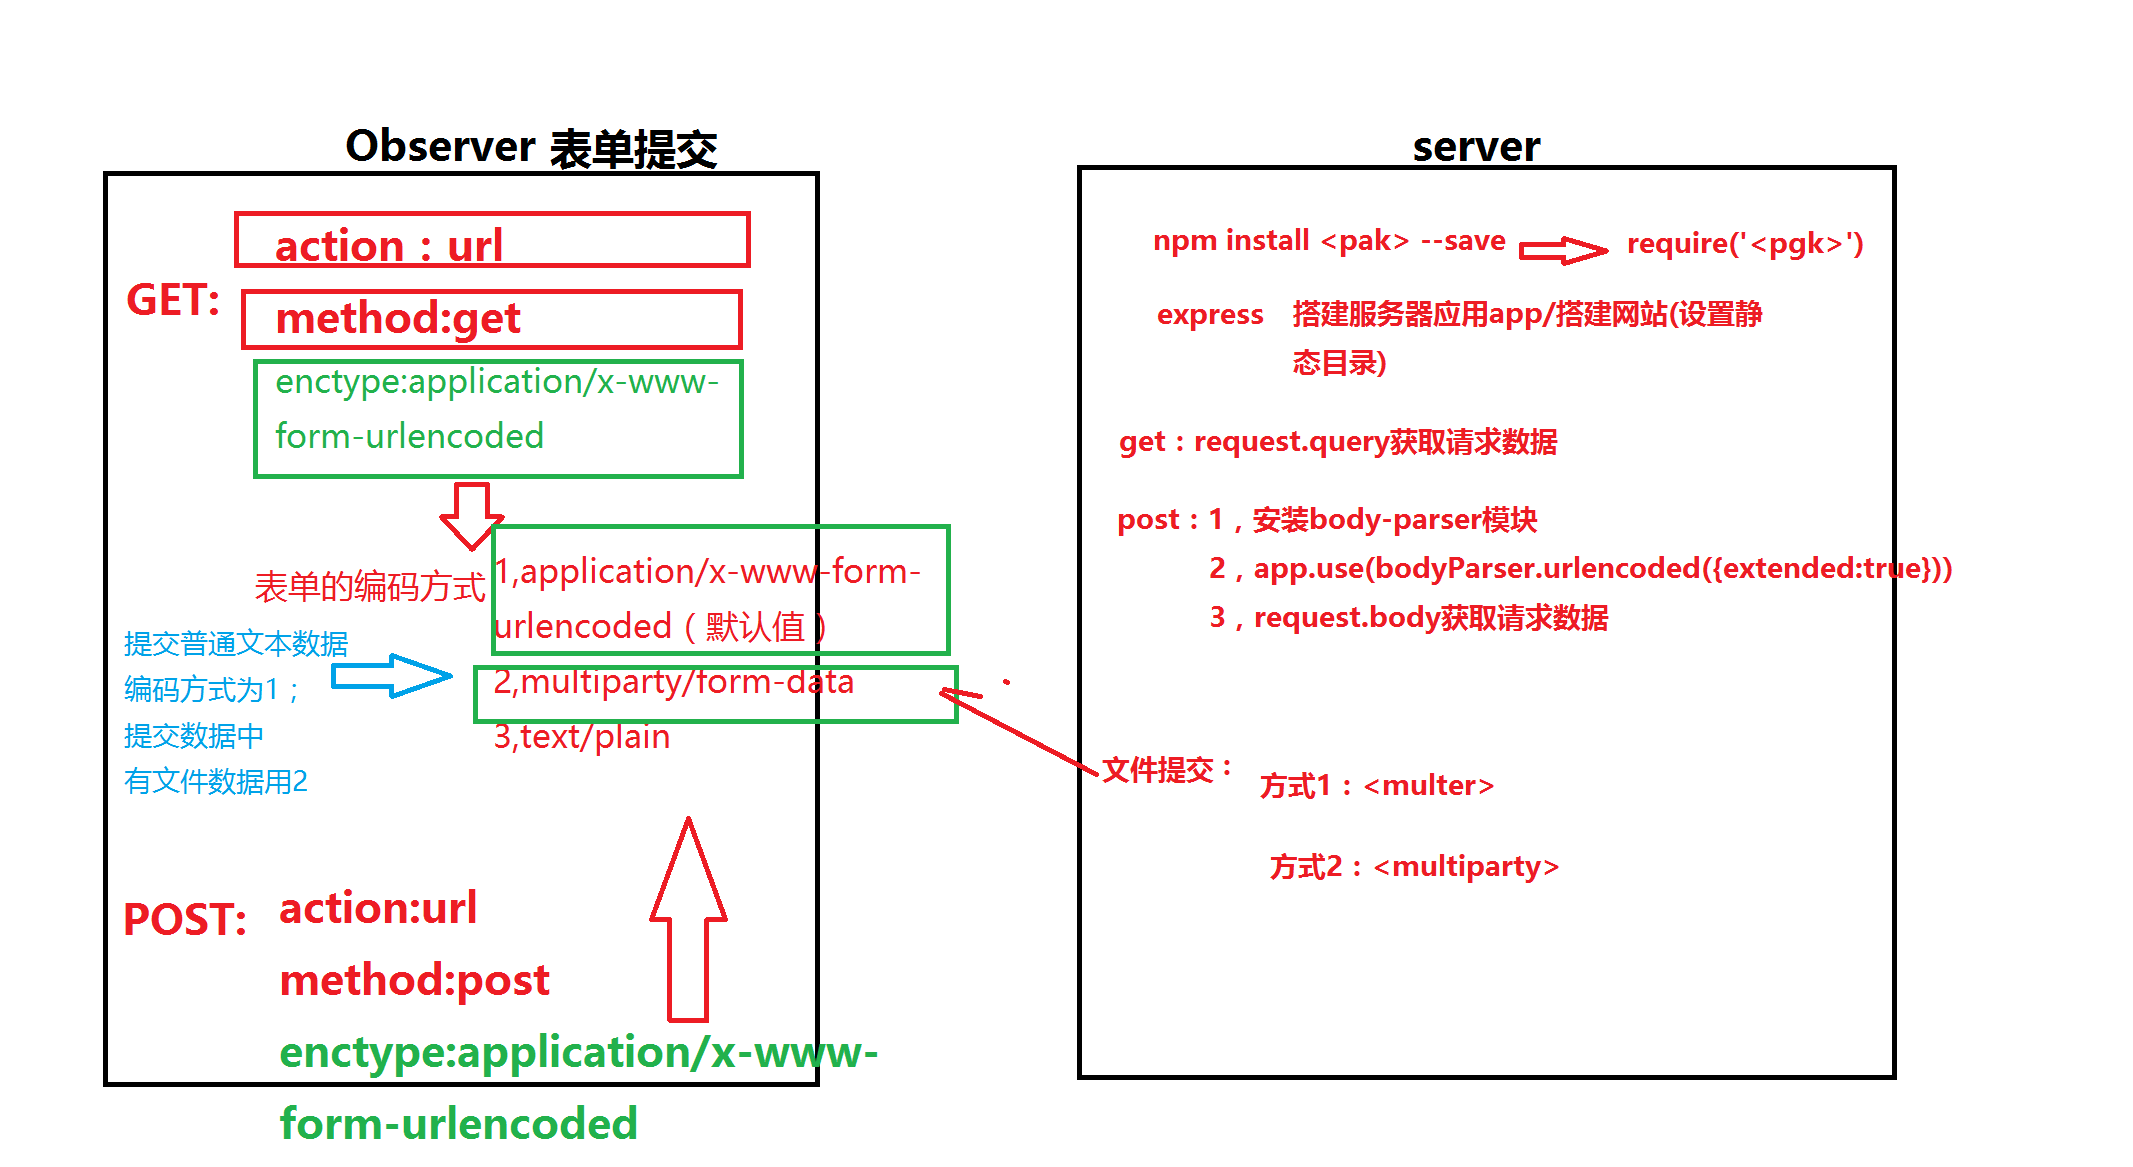 Observer 表单提交
action：url
GET:
method:get
enctype:application/x-www-
form-urlencoded
表单的编码方式
1,application/x-www-form-
urlencoded（默认值）
2,multiparty/form-data
3,text/plain
提交普通文本数据
编码方式为1；
提交数据中
有文件数据用2
POST:
action:url
method:post
enctype:application/x-www-
form-urlencoded
server
npm install <pak> --save
require('<pgk>')
express 搭建服务器应用app/搭建网站(设置静
态目录)
get：request.query获取请求数据
post：1，安装body-parser模块
2，app.use(bodyParser.urlencoded({extended:true}))
3，request.body获取请求数据
文件提交：
方式1：<multer>
方式2：<multiparty>